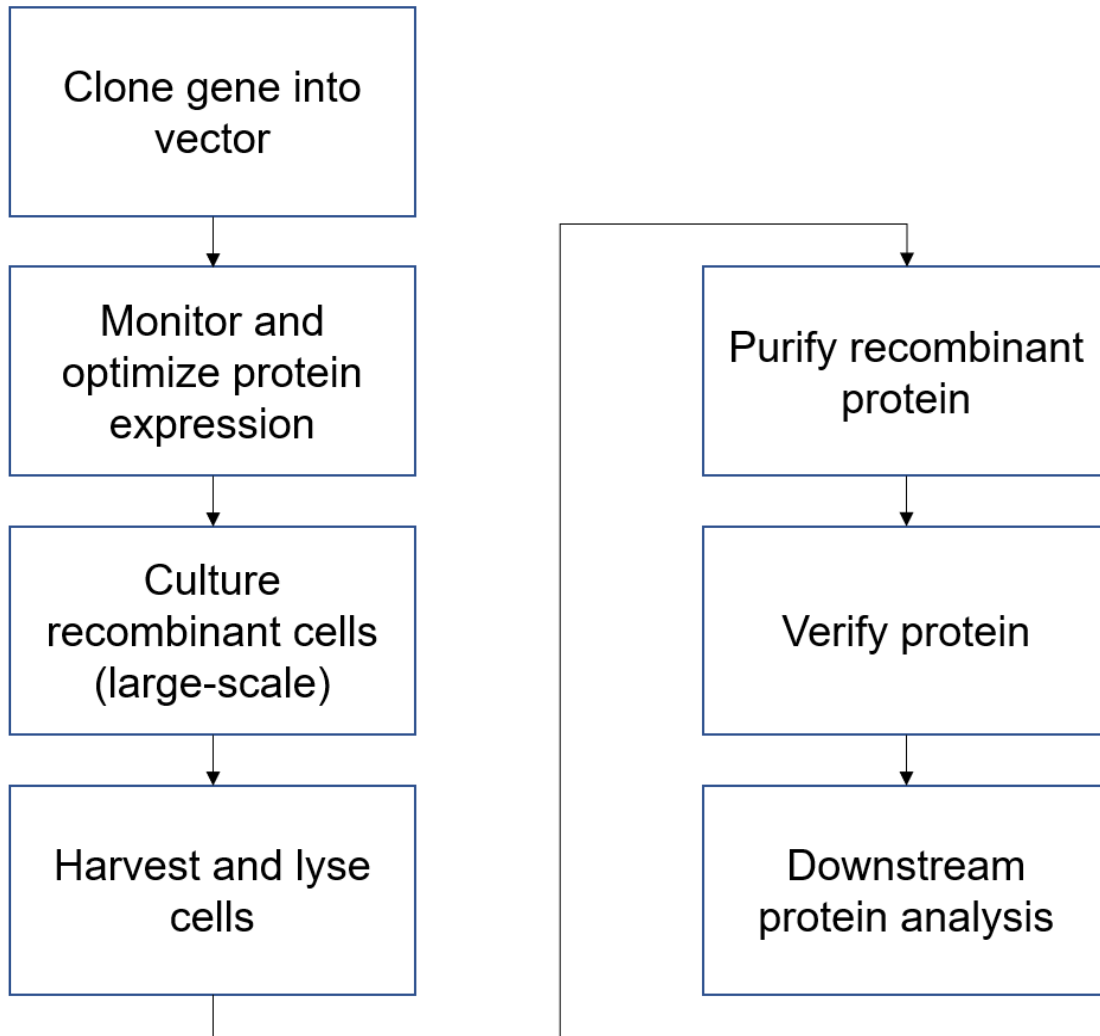 Clone gene into
vector
Monitor and
optimize protein
expression
Culture
recombinant cells
(large-scale)
Harvest and lyse
cells
Purify recombinant
protein
Verify protein
Downstream
protein analysis